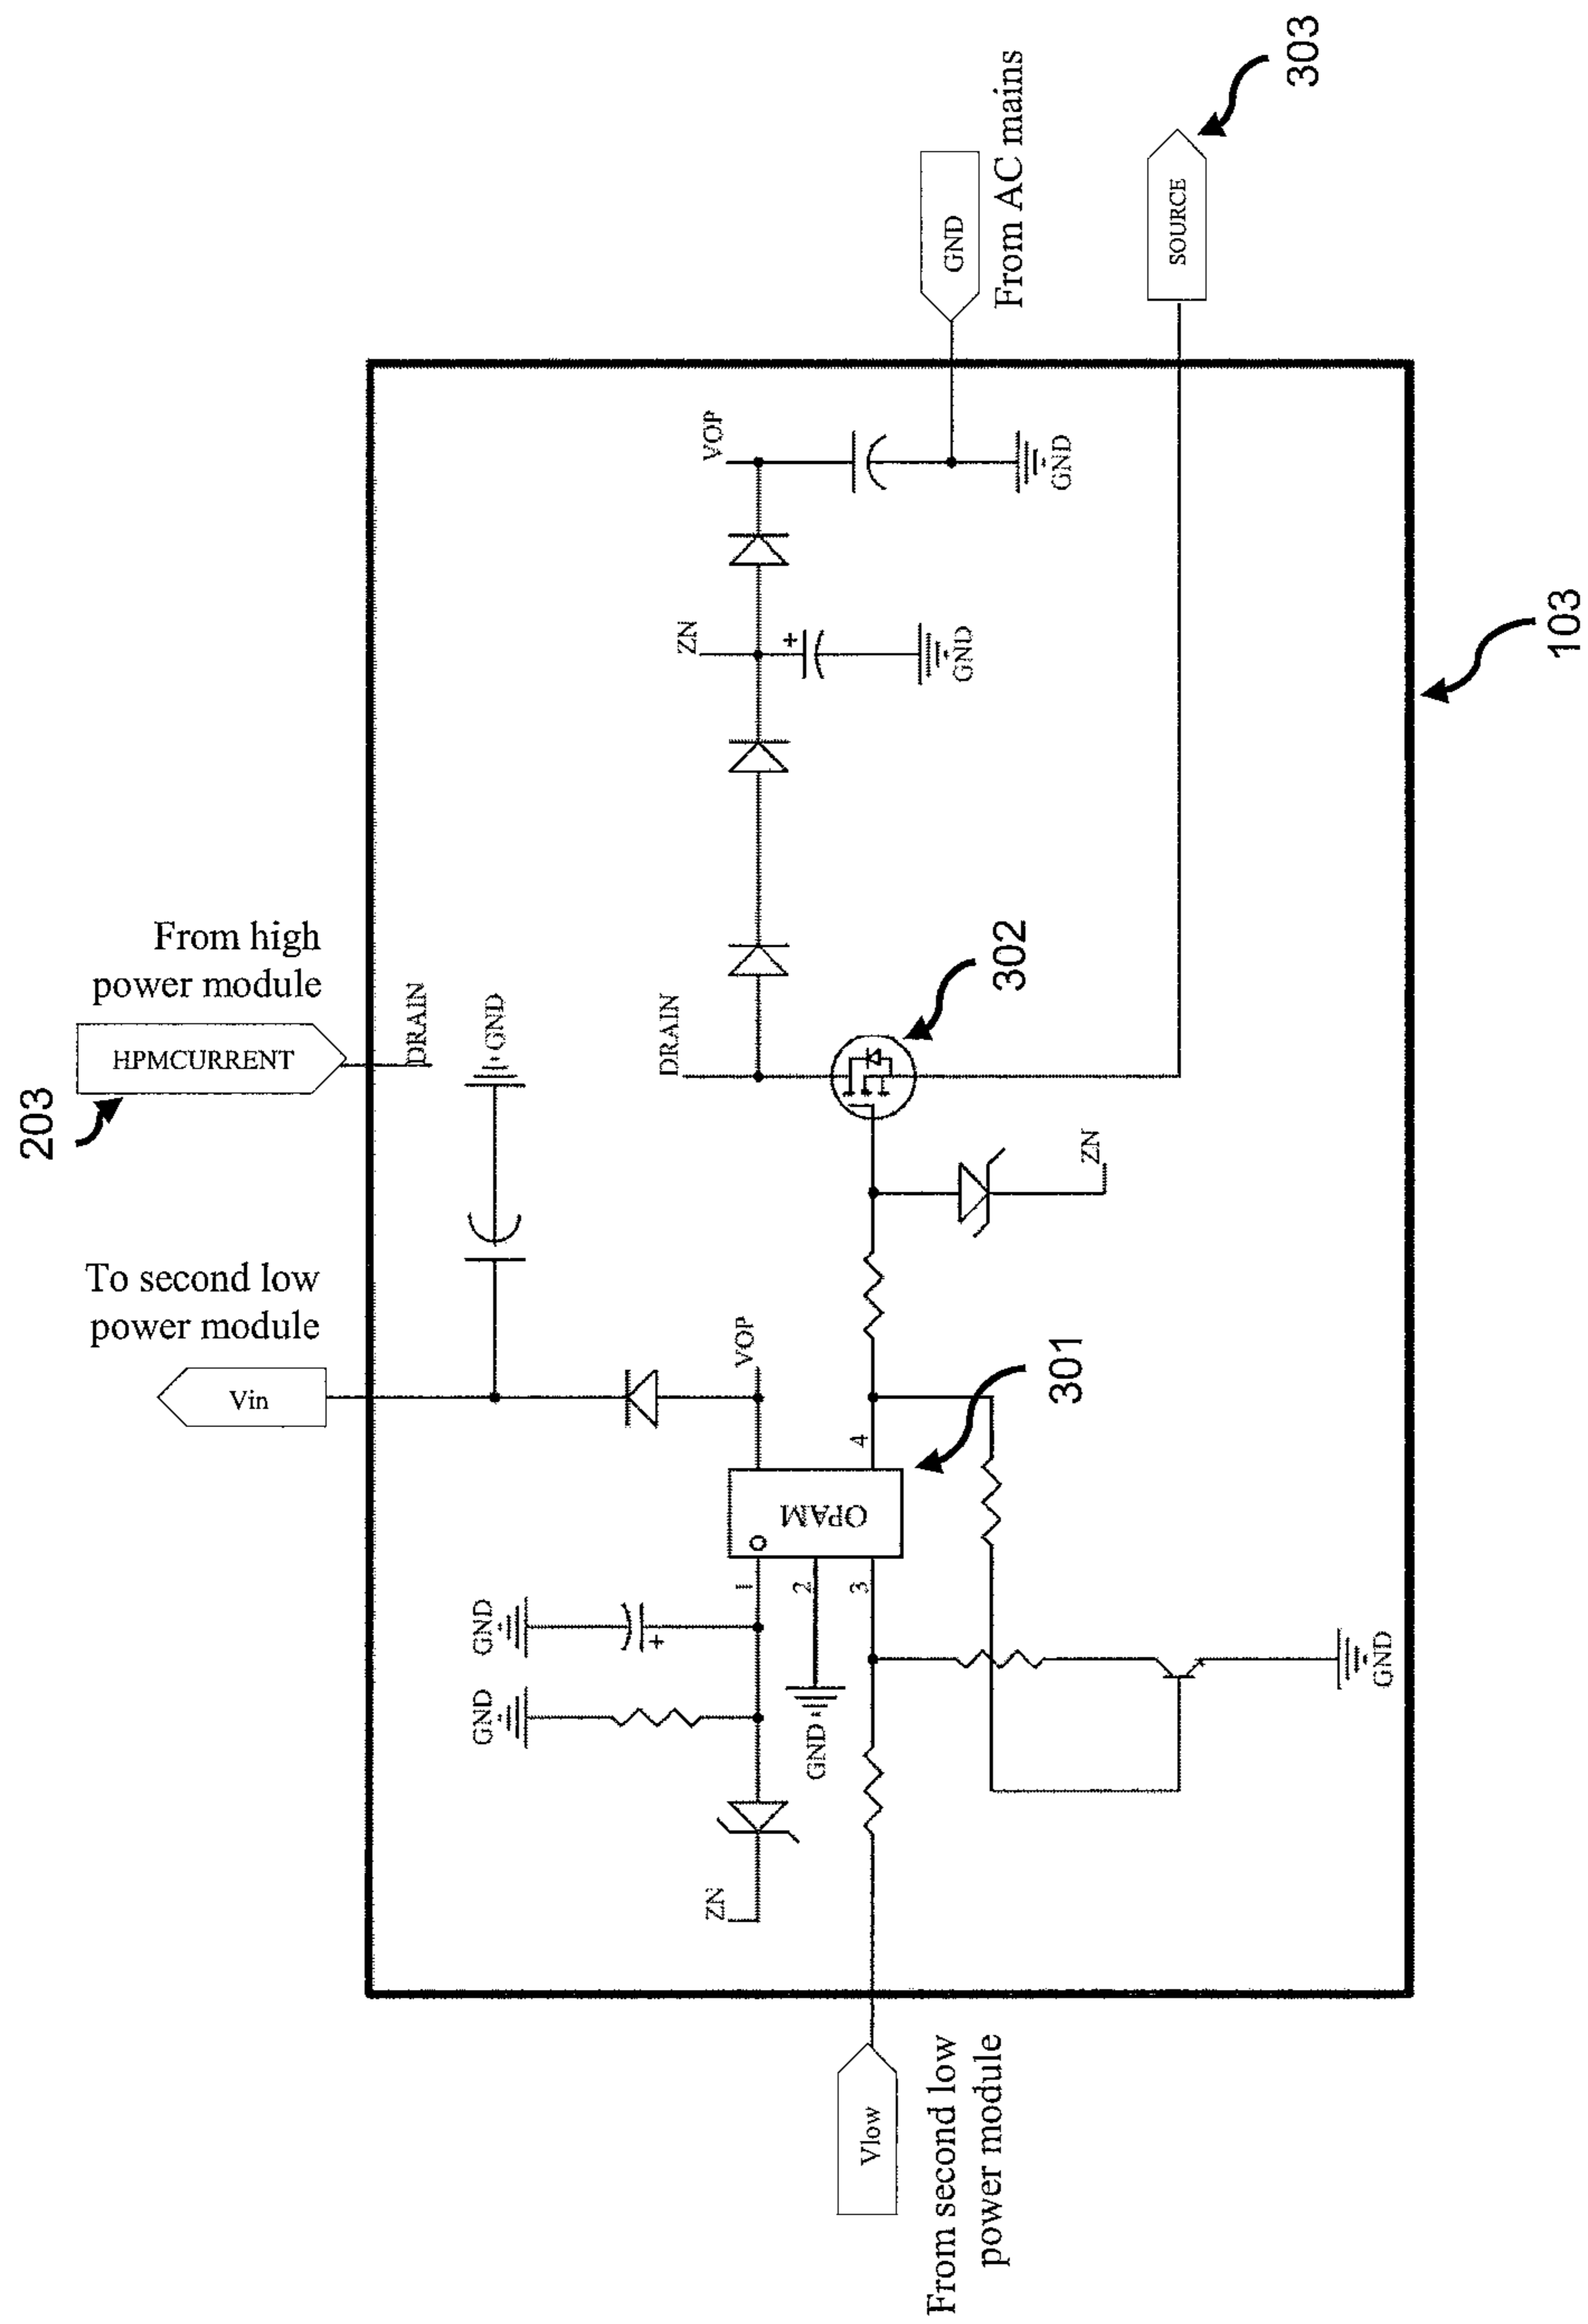 203
HPMCURRENT
From high
power module
DRAIN
To second low
power module
Vin
GND
VOP
ZN
DRAIN
VOP
GND
From AC mains
GND
GND
SOURCE
303
302
ZN
301
OPAM
1
2
3
4
GND
GND
GND
ZN
GND
Vlow
From second low
power module
103